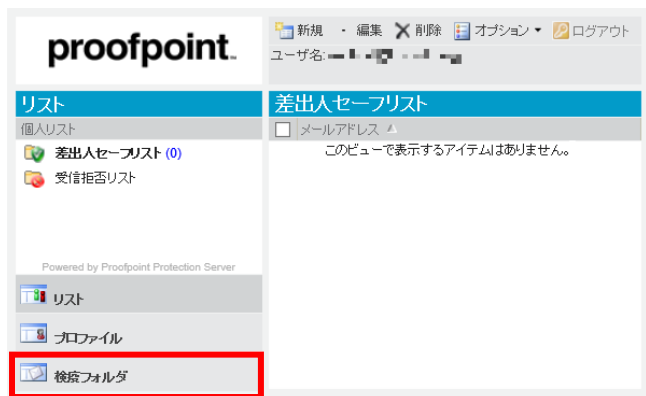 proofpoint™
新規 ・ 編集 削除 オプション ▼ ログアウト
ユーザ名:
リスト
個人リスト
差出人セーフリスト (0)
受信拒否リスト
Powered by Proofpoint Protection Server
リスト
プロファイル
検疫フォルダ
差出人セーフリスト
メールアドレス
このビューで表示するアイテムはありません。